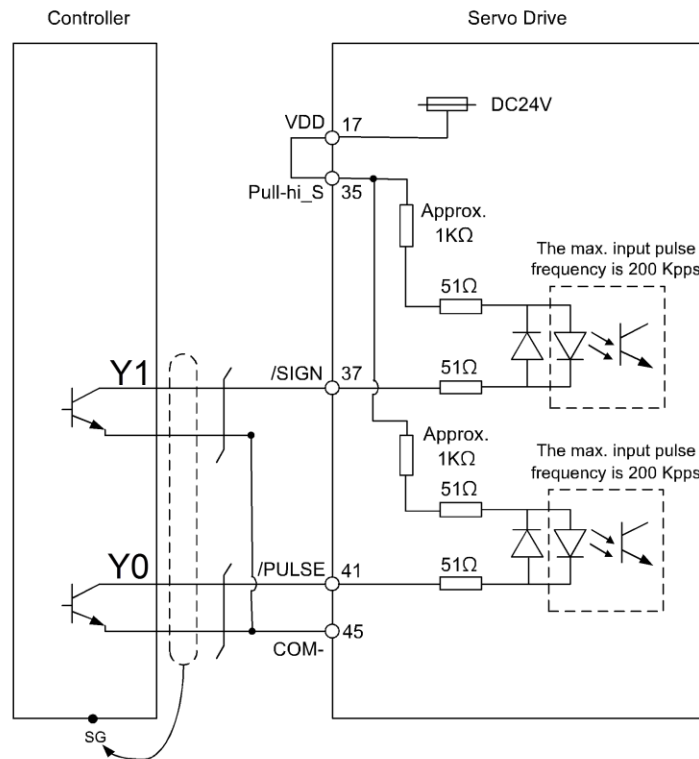 Controller
Servo Drive
DC24V
VDD
17
Pull-hi_S
35
Approx.
1KΩ
The max. input pulse
frequency is 200 Kpps
51Ω
Y1
/SIGN
37
51Ω
Approx.
1KΩ
The max. input pulse
frequency is 200 Kpps
51Ω
Y0
/PULSE
41
51Ω
45
COM-
SG